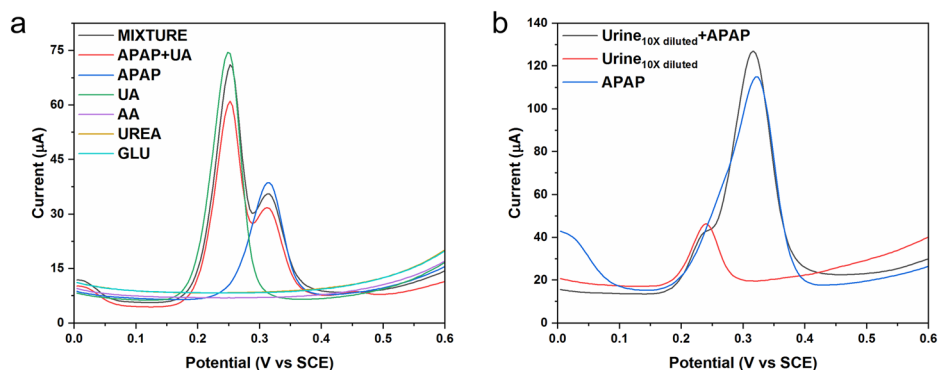 a
MIXTURE
APAP+UA
APAP
UA
AA
UREA
GLU
75
60
45
30
15
0
Current (µA)
0.0 0.1 0.2 0.3 0.4 0.5 0.6
Potential (V vs SCE)
b
Urine10X diluted+APAP
Urine10X diluted
APAP
140
120
100
80
60
40
20
0
Current (µA)
0.0 0.1 0.2 0.3 0.4 0.5 0.6
Potential (V vs SCE)